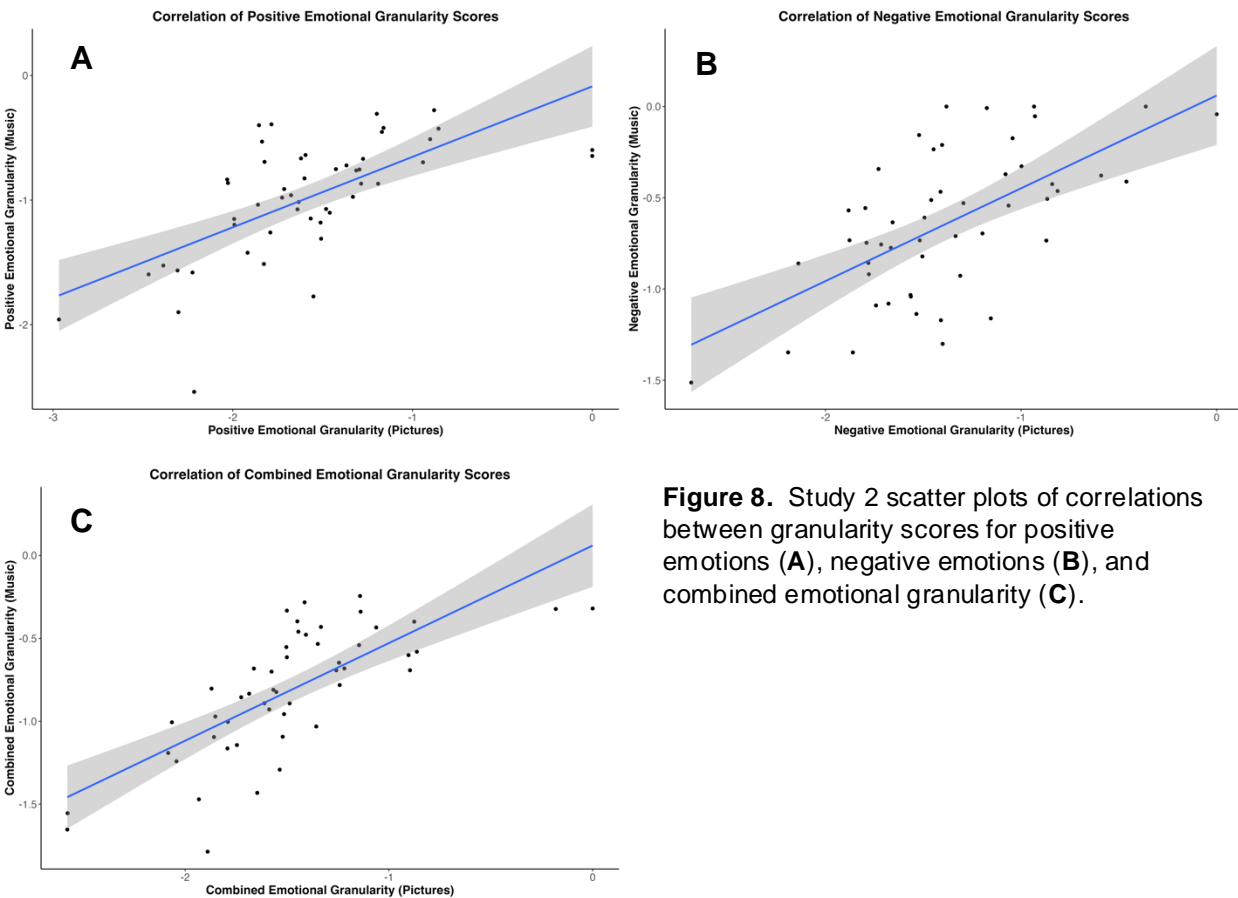 Correlation of Positive Emotional Granularity Scores
A
Positive Emotional Granularity (Music)
0
-1
-2
-3
-2
-1
0
Positive Emotional Granularity (Pictures)
Correlation of Negative Emotional Granularity Scores
B
Negative Emotional Granularity (Music)
0.0
-0.5
-1.0
-1.5
-2
-1
0
Negative Emotional Granularity (Pictures)
Correlation of Combined Emotional Granularity Scores
C
Combined Emotional Granularity (Music)
0.0
-0.5
-1.0
-1.5
-2
-1
0
Combined Emotional Granularity (Pictures)
Figure 8. Study 2 scatter plots of correlations
between granularity scores for positive
emotions (A), negative emotions (B), and
combined emotional granularity (C).